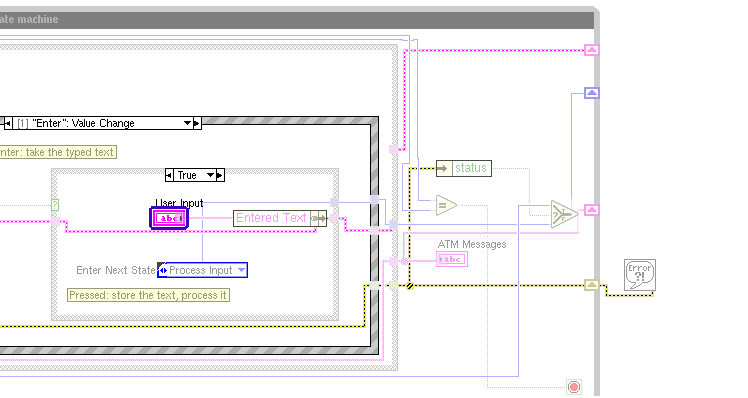 ate machine
[1] "Enter": Value Change
nter: take the typed text
True
status
?
User Input
abc
Entered Text
=
?
ATM Messages
abc
Enter Next State
Process Input
Error
?!
Pressed: store the text, process it